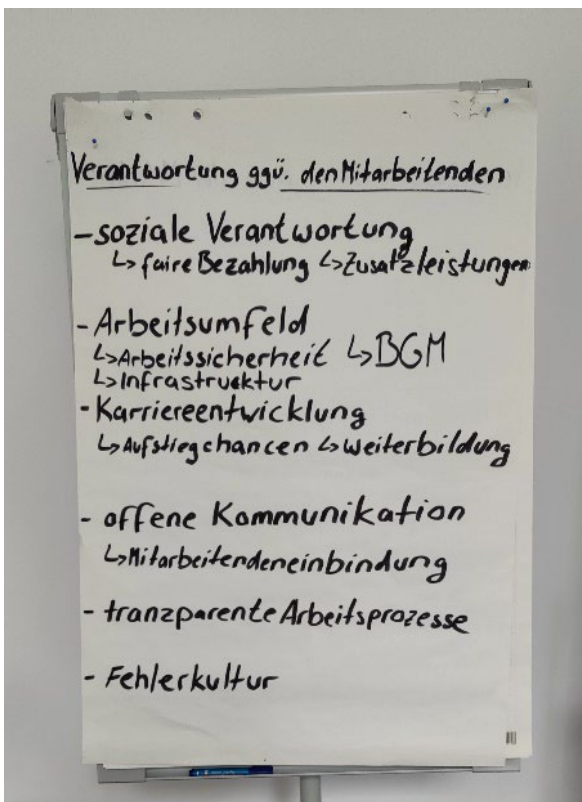 Verantwortung ggü. den Mitarbeitenden
- soziale Verantwortung
↳ faire Bezahlung ↳ Zusatzleistungen
- Arbeitsumfeld
↳ Arbeitssicherheit ↳ BGM
↳ Infrastruktur
- Karriereentwicklung
↳ Aufstiegchancen ↳ Weiterbildung
- offene Kommunikation
↳ Mitarbeitendeneinbindung
- tranzparente Arbeitsprozesse
- Fehlerkultur